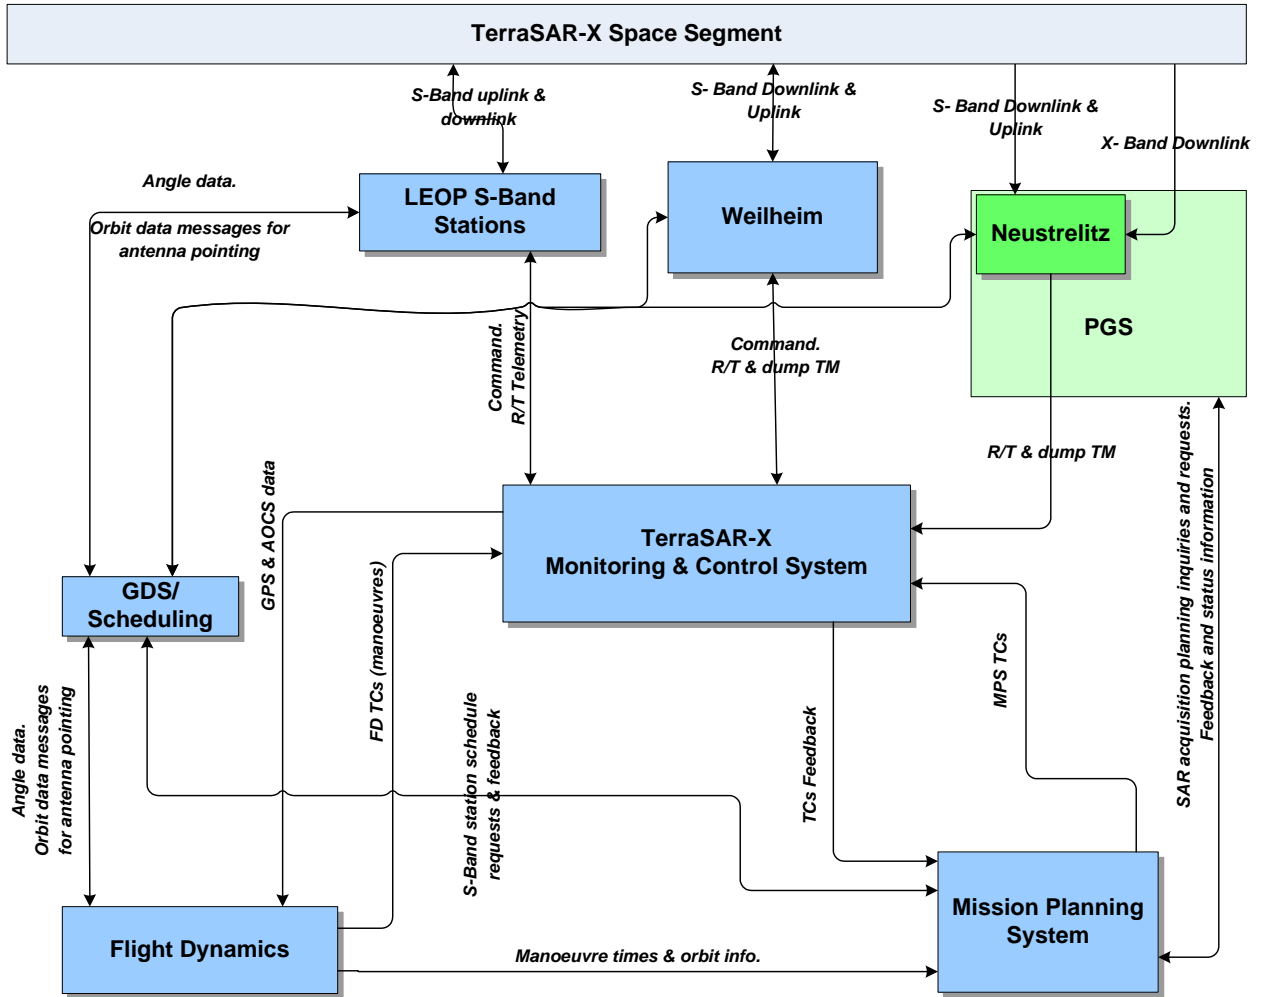 TerraSAR-X Space Segment
S-Band uplink &
downlink
S- Band Downlink &
Uplink
S- Band Downlink &
Uplink
X- Band Downlink
Angle data.
Orbit data messages for
antenna pointing
LEOP S-Band
Stations
Weilheim
Neustrelitz
PGS
Command.
R/T Telemetry
Command.
R/T & dump TM
R/T & dump TM
GPS & AOCS data
FD TCs (manoeuvres)
TerraSAR-X
Monitoring & Control System
SAR acquisition planning inquiries and requests.
Feedback and status information
GDS/
Scheduling
Angle data.
Orbit data messages
for antenna pointing
S-Band station schedule
requests & feedback
TCs Feedback
MPS TCs
Flight Dynamics
Manoeuvre times & orbit info.
Mission Planning
System